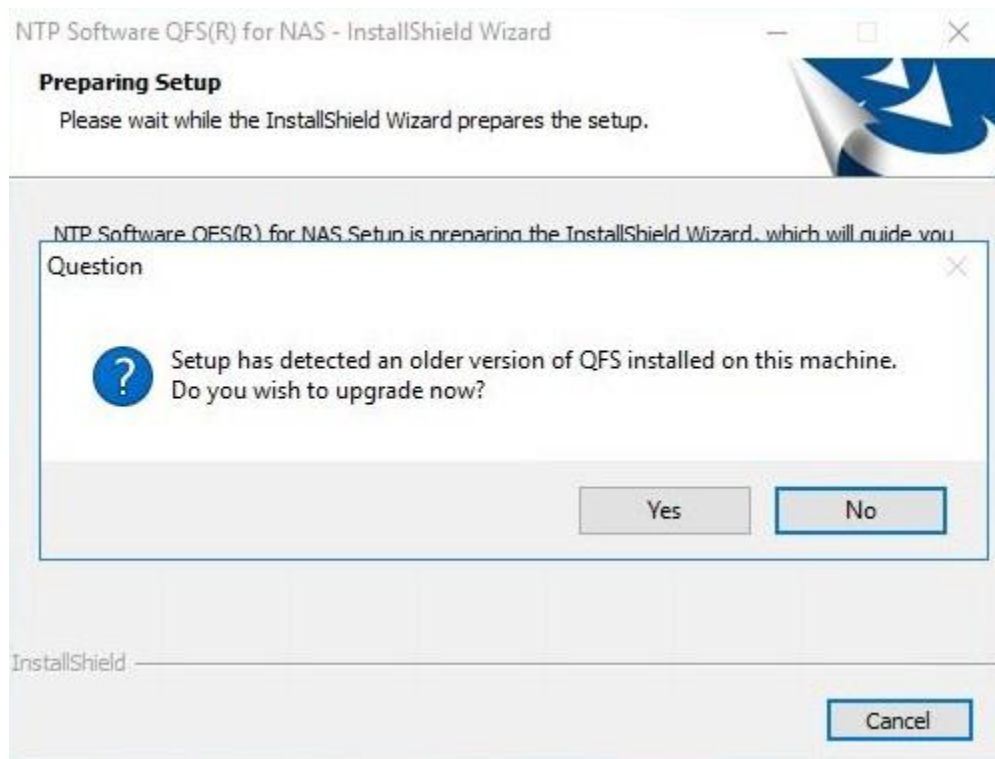 NTP Software QFS(R) for NAS - InstallShield Wizard
Preparing Setup
Please wait while the InstallShield Wizard prepares the setup.
NTP Software QFS(R) for NAS Setup is preparing the InstallShield Wizard, which will guide you
Question
Setup has detected an older version of QFS installed on this machine.
Do you wish to upgrade now?
Yes
No
InstallShield
Cancel